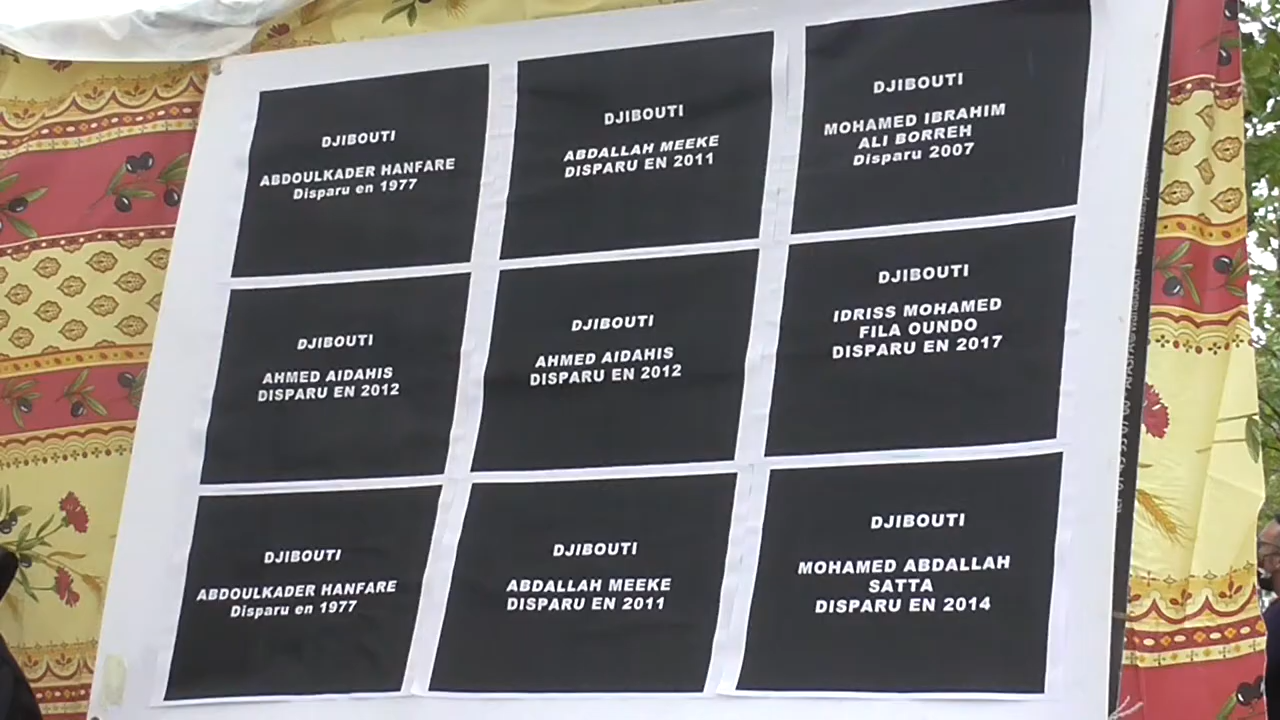 DJIBOUTI
ABDOULKADER HANFARE
Disparu en 1977
DJIBOUTI
ABDALLAH MEEKE
DISPARU EN 2011
DJIBOUTI
MOHAMED IBRAHIM
ALI BORREH
Disparu 2007
DJIBOUTI
AHMED AIDAHIS
DISPARU EN 2012
DJIBOUTI
AHMED AIDAHIS
DISPARU EN 2012
DJIBOUTI
IDRISS MOHAMED
FILA OUNDO
DISPARU EN 2017
DJIBOUTI
ABDOULKADER HANFARE
Disparu en 1977
DJIBOUTI
ABDALLAH MEEKE
DISPARU EN 2011
DJIBOUTI
MOHAMED ABDALLAH
SATTA
DISPARU EN 2014